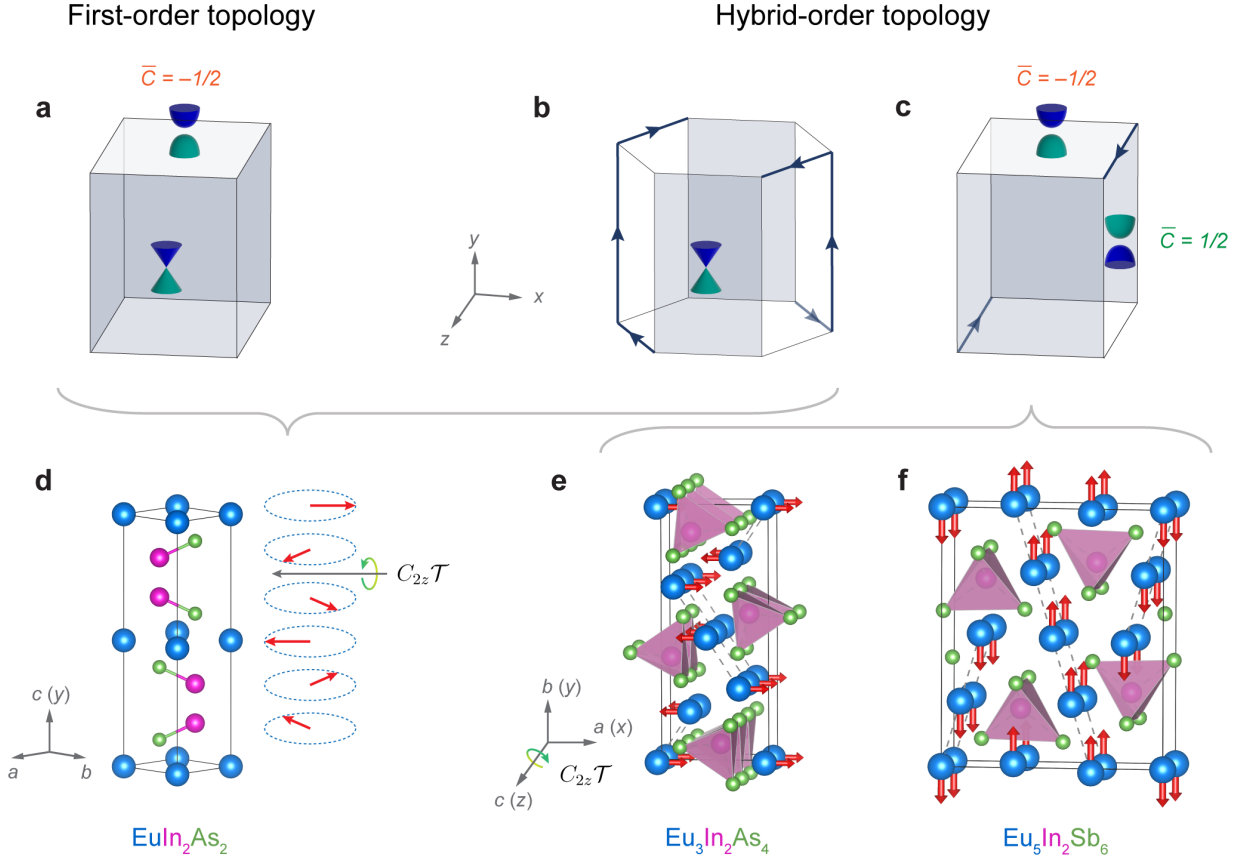 First-order topology
Hybrid-order topology
a
C̅ = –1/2
b
c
C̅ = –1/2
C̅ = 1/2
y
x
z
d
C₂zT
c (y)
a
b
EuIn₂As₂
e
b (y)
a (x)
c (z)
C₂zT
Eu₃In₂As₄
f
Eu₅In₂Sb₆